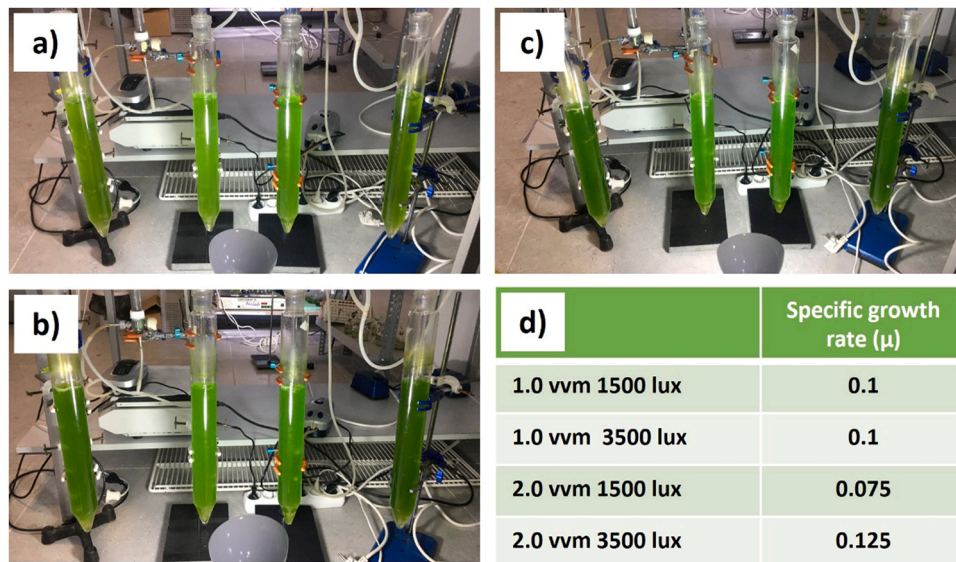 a)
c)
b)
d)
Specific growth
rate (μ)
1.0 vvm 1500 lux 0.1
1.0 vvm 3500 lux 0.1
2.0 vvm 1500 lux 0.075
2.0 vvm 3500 lux 0.125